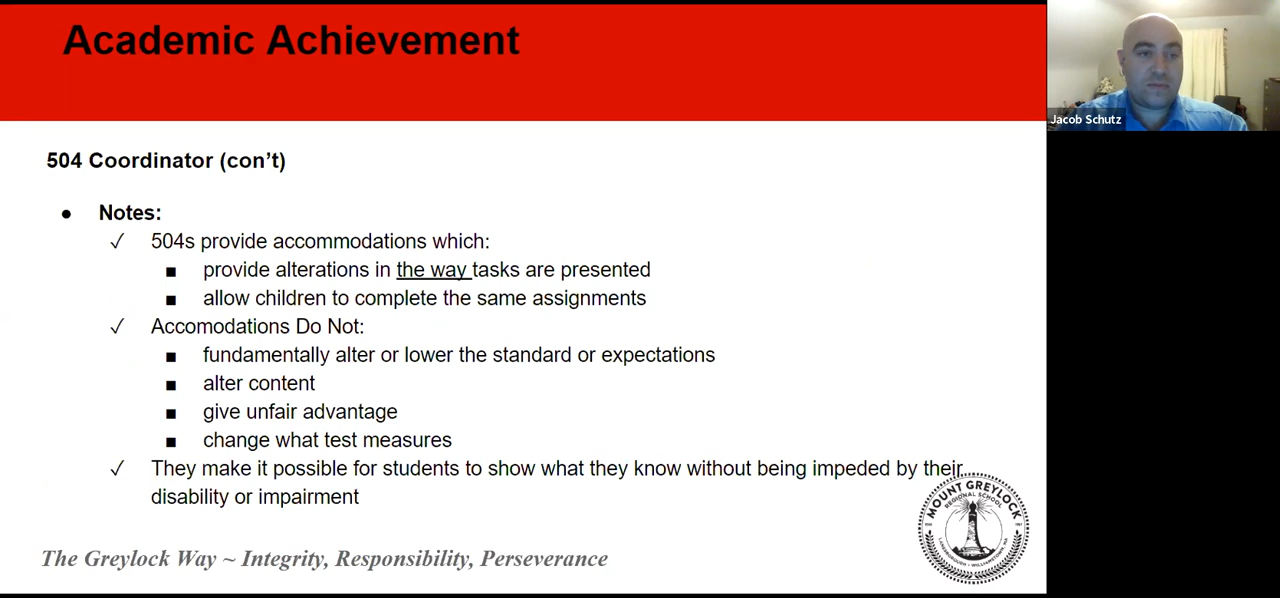 Academic Achievement
Jacob Schutz
504 Coordinator (con't)
● Notes:
✓ 504s provide accommodations which:
■ provide alterations in the way tasks are presented
■ allow children to complete the same assignments
✓ Accomodations Do Not:
■ fundamentally alter or lower the standard or expectations
■ alter content
■ give unfair advantage
■ change what test measures
✓ They make it possible for students to show what they know without being impeded by their
disability or impairment
MOUNT GREYLOCK
REGIONAL SCHOOL
LANESBOROUGH • WILLIAMSTOWN, MA
The Greylock Way ~ Integrity, Responsibility, Perseverance